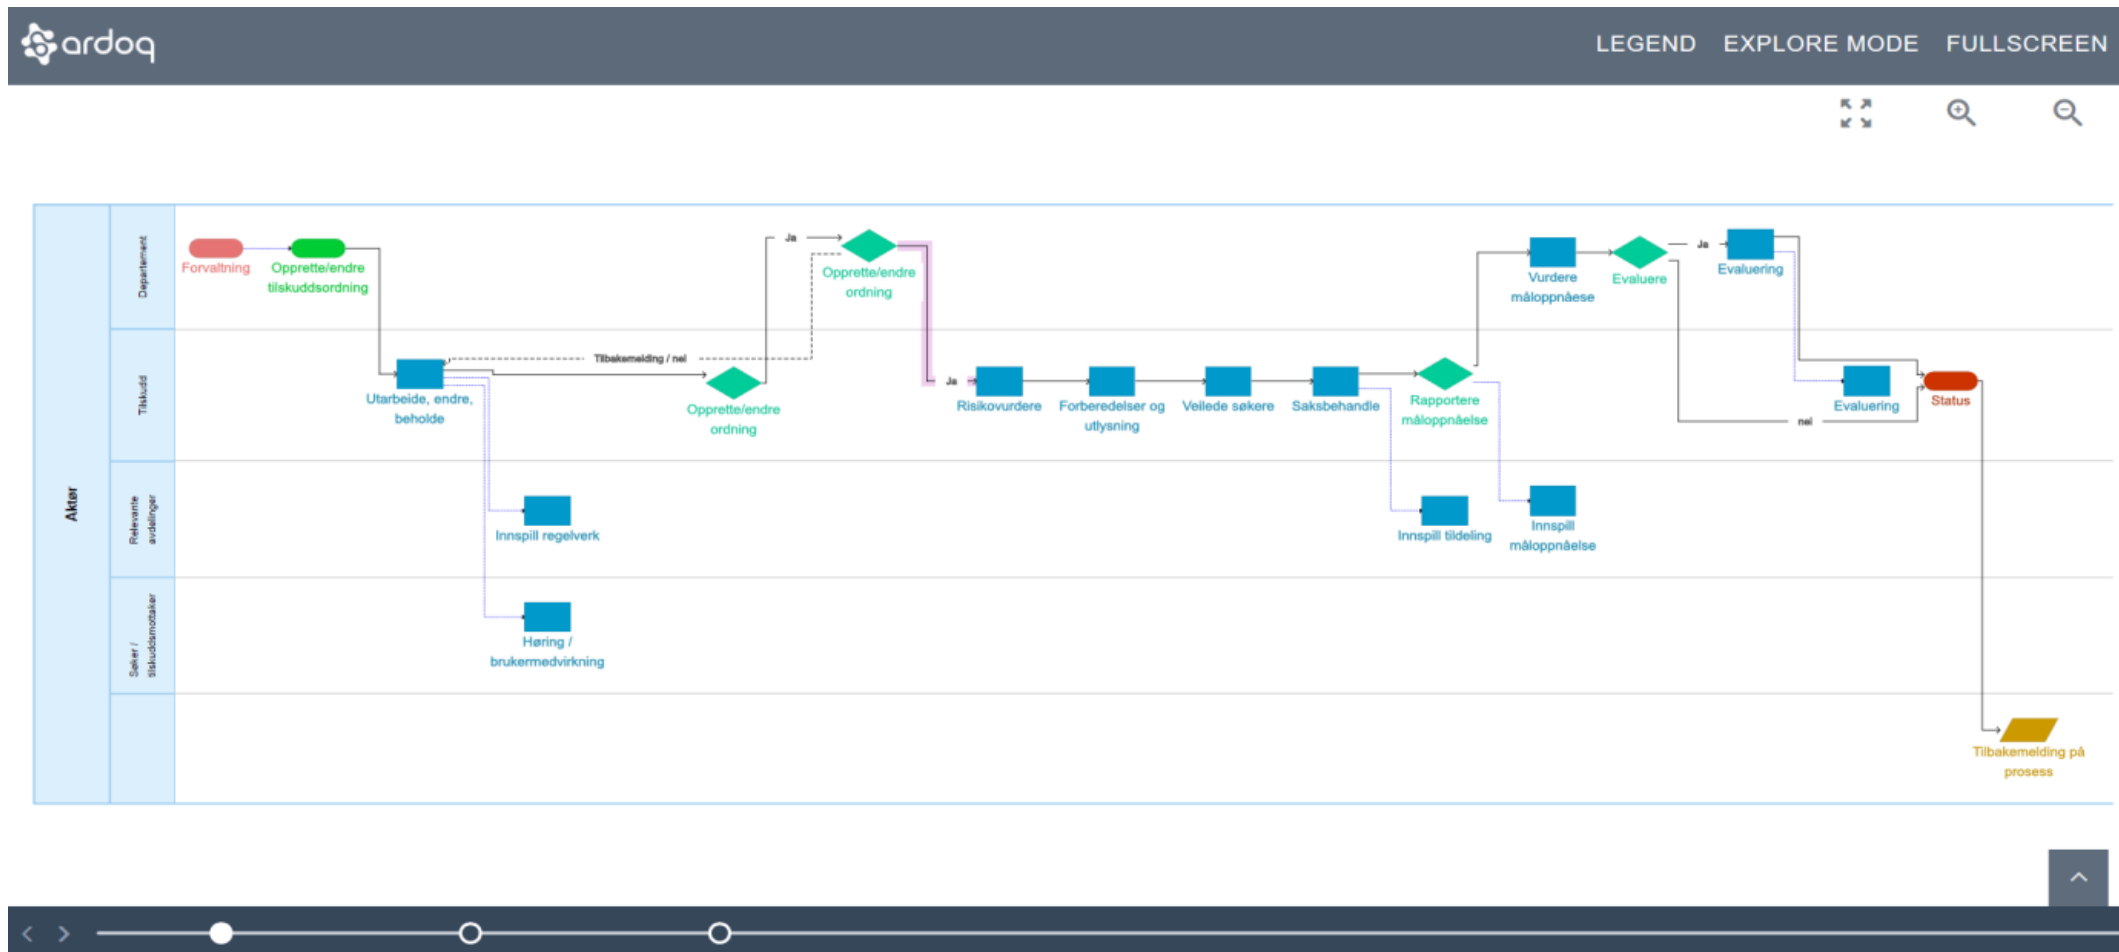 ardoq
LEGEND EXPLORE MODE FULLSCREEN
Aktør
Departement
Forvaltning
Opprette/endre
tilskuddsordning
Ja
Opprette/endre
ordning
Vurdere
måloppnåese
Evaluere
Ja
Evaluering
Tilskudd
Utarbeide, endre,
beholde
Tilbakemelding / nei
Opprette/endre
ordning
Ja
Risikovurdere
Forberedelser og
utlysning
Veilede søkere
Saksbehandle
Rapportere
måloppnåelse
Evaluering
Status
nei
Relevante
avdelinger
Innspill regelverk
Innspill tildeling
Innspill
måloppnåelse
Søker /
tilskuddsmottaker
Høring /
brukermedvirkning
Tilbakemelding på
prosess